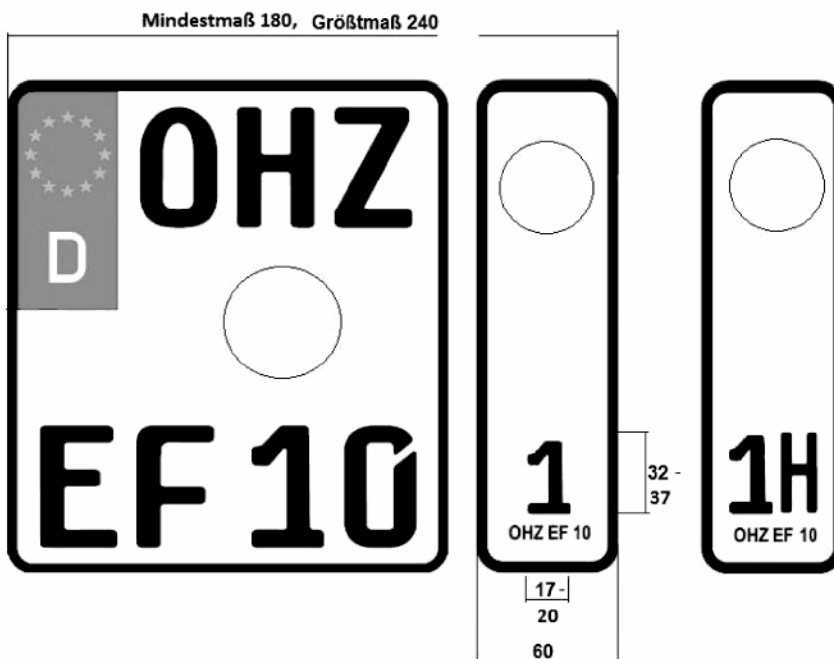 Mindestmaß 180, Größtmaß 240
OHZ
D
EF 10
1
OHZ EF 10
32 -
37
17 -
20
60
1H
OHZ EF 10